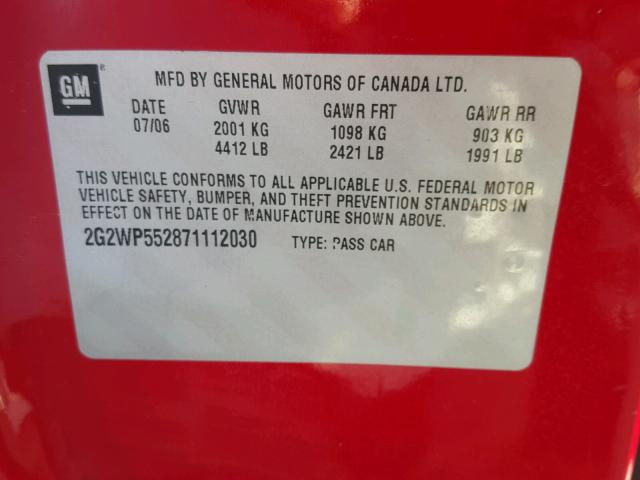 GM ®
MFD BY GENERAL MOTORS OF CANADA LTD.
DATE GVWR GAWR FRT GAWR RR
07/06 2001 KG 1098 KG 903 KG
4412 LB 2421 LB 1991 LB
THIS VEHICLE CONFORMS TO ALL APPLICABLE U.S. FEDERAL MOTOR
VEHICLE SAFETY, BUMPER, AND THEFT PREVENTION STANDARDS IN
EFFECT ON THE DATE OF MANUFACTURE SHOWN ABOVE.
2G2WP552871112030 TYPE: PASS CAR